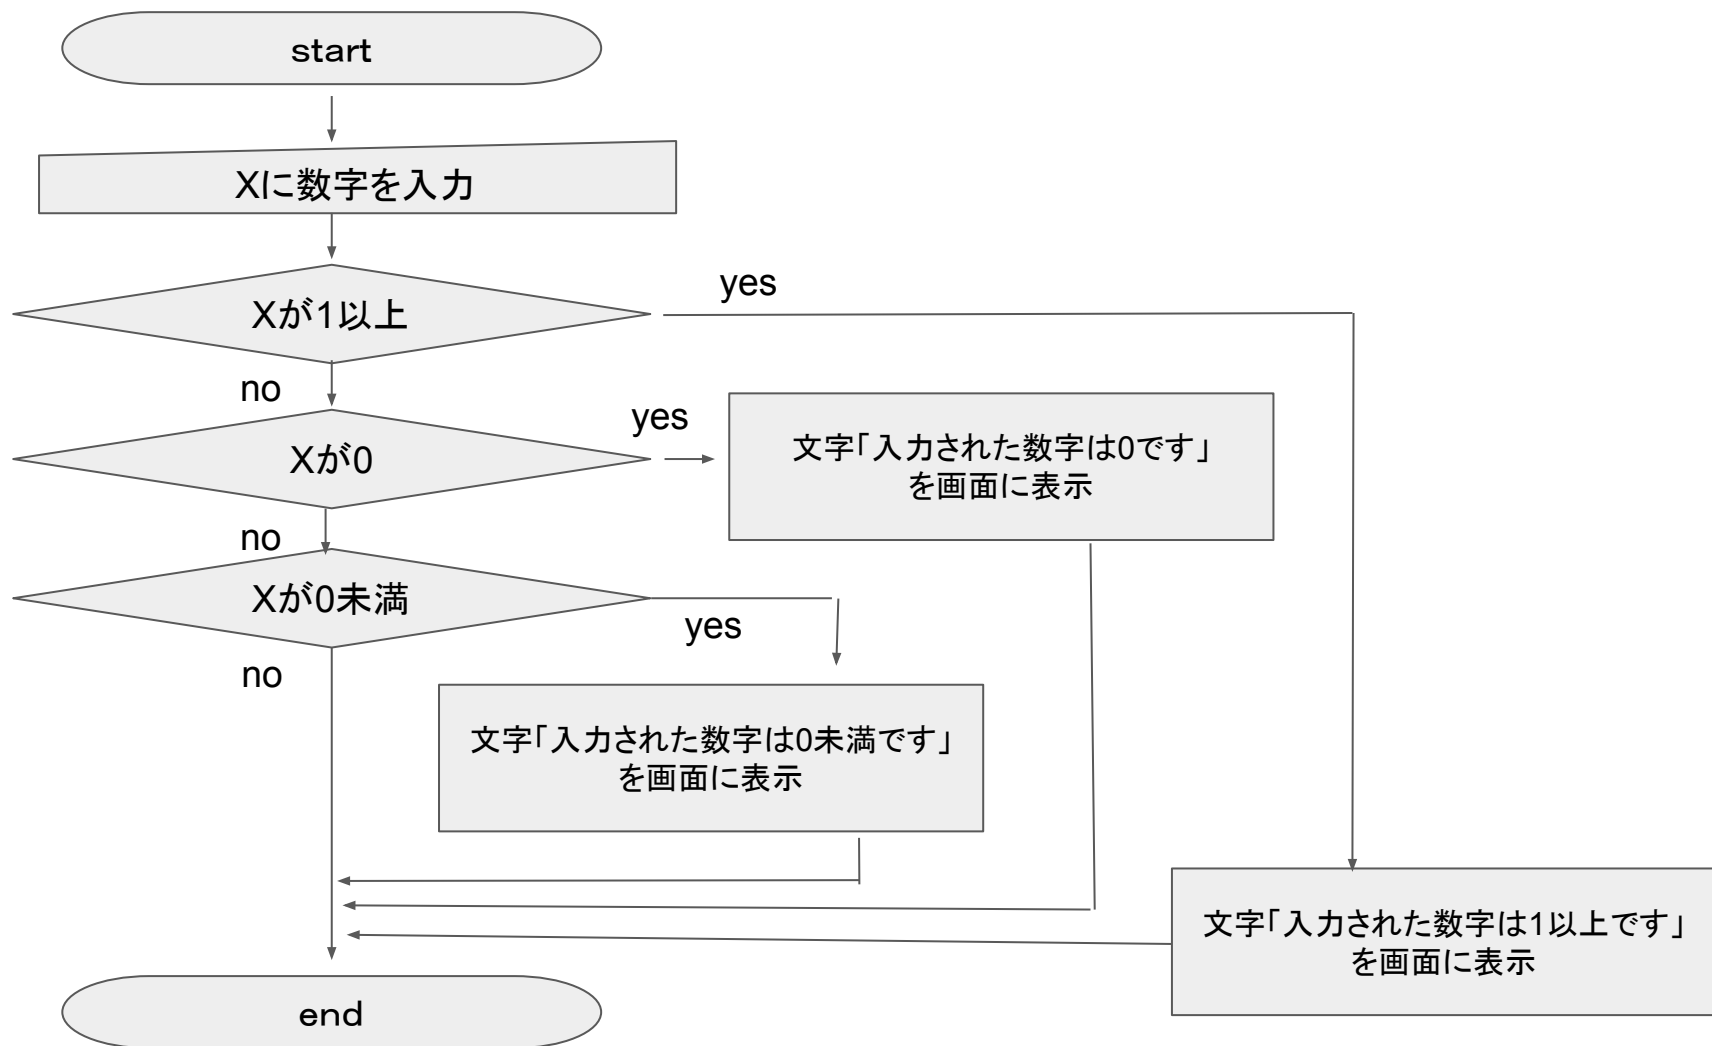 start
Xに数字を入力
Xが1以上
yes
no
Xが0
yes
文字「入力された数字は0です」
を画面に表示
no
Xが0未満
yes
no
文字「入力された数字は0未満です」
を画面に表示
文字「入力された数字は1以上です」
を画面に表示
end